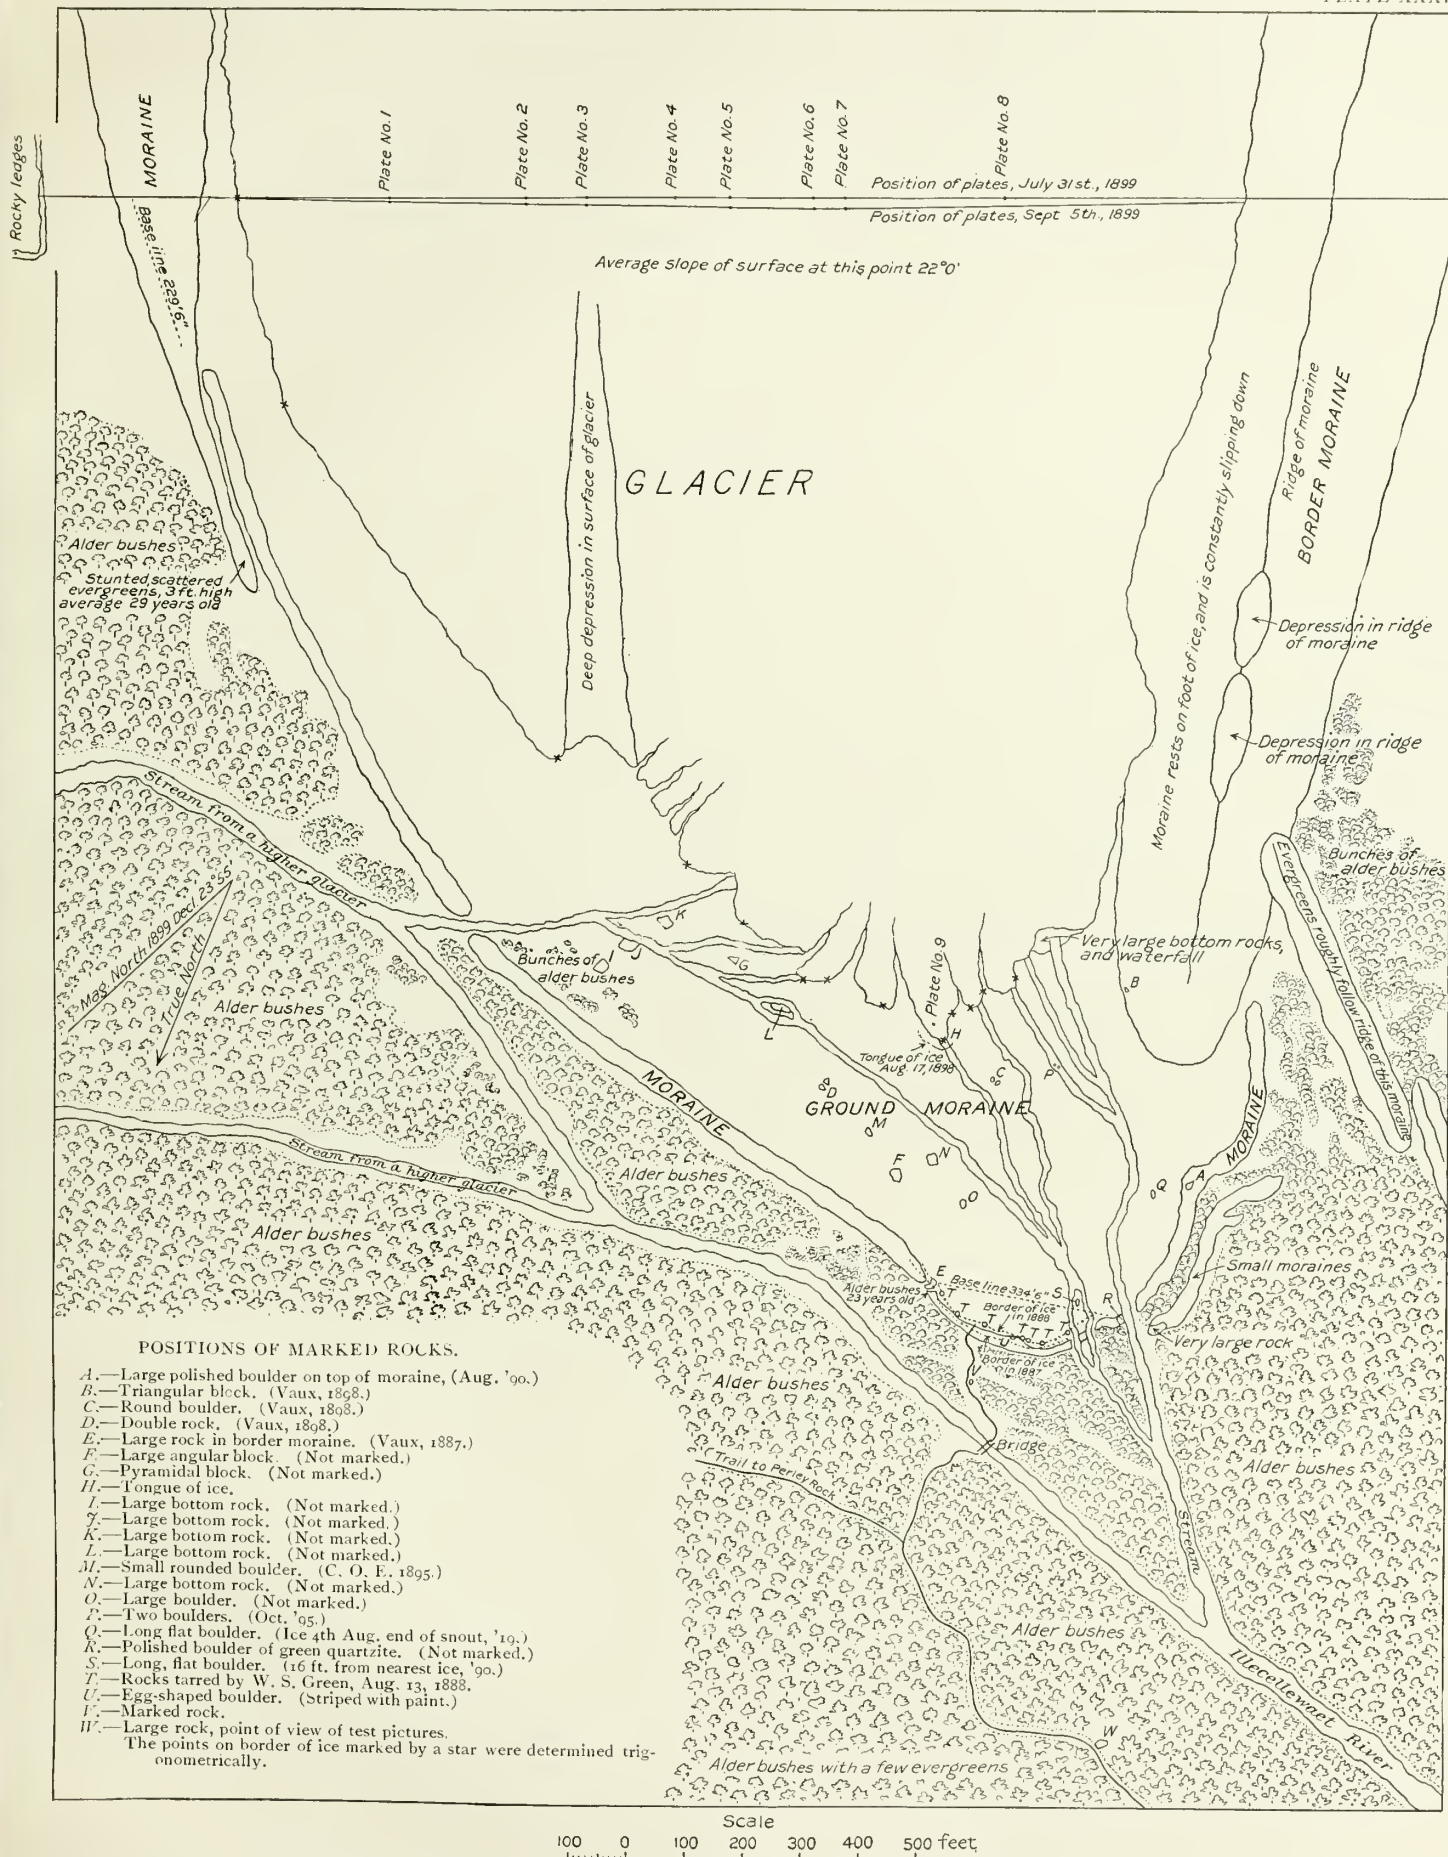 Rocky ledges
MORAINE
Base line 229'6"
Plate No. 1
Plate No. 2
Plate No. 3
Plate No. 4
Plate No. 5
Plate No. 6
Plate No. 7
Plate No. 8
Position of plates, July 31st., 1899
Position of plates, Sept 5th., 1899
Average slope of surface at this point 22°0'
GLACIER
Deep depression in surface of glacier
Moraine rests on foot of ice, and is constantly slipping down
Ridge of moraine
BORDER MORAINE
Depression in ridge
of moraine
Depression in ridge
of moraine
Alder bushes
Stunted, scattered
evergreens, 3 ft. high
average 29 years old
Stream from a higher glacier
Mag. North 1899 Decl. 23°55
True North
Alder bushes
Bunches of
alder bushes
Evergreens roughly follow ridge of this moraine
Very large bottom rocks,
and waterfall
Bunches of
alder bushes
K
J
I
G
L
Plate No. 9
H
B
Tongue of ice
Aug. 17, 1898
C
P
S
D
GROUND MORAINE
M
F
N
O
Q
A
MORAINE
MORAINE
Stream from a higher glacier
Alder bushes
Alder bushes
Small moraines
E
Base line 334'6"
S
R
Alder bushes
23 years old
T
T
Border of ice
in 1888
T
T T T
T
U
Very large rock
Border of ice
in 1887
V
Alder bushes
Bridge
Trail to Perley Rock
Alder bushes
Stream
Alder bushes
Illecellewaet River
W
Alder bushes with a few evergreens
POSITIONS OF MARKED ROCKS.
A.—Large polished boulder on top of moraine, (Aug. '90.)
B.—Triangular block. (Vaux, 1898.)
C.—Round boulder. (Vaux, 1898.)
D.—Double rock. (Vaux, 1898.)
E.—Large rock in border moraine. (Vaux, 1887.)
F.—Large angular block. (Not marked.)
G.—Pyramidal block. (Not marked.)
H.—Tongue of ice.
I.—Large bottom rock. (Not marked.)
J.—Large bottom rock. (Not marked.)
K.—Large bottom rock. (Not marked.)
L.—Large bottom rock. (Not marked.)
M.—Small rounded boulder. (C. O. E. 1895.)
N.—Large bottom rock. (Not marked.)
O.—Large boulder. (Not marked.)
P.—Two boulders. (Oct. '95.)
Q.—Long flat boulder. (Ice 4th Aug. end of snout, '19.)
R.—Polished boulder of green quartzite. (Not marked.)
S.—Long, flat boulder. (16 ft. from nearest ice, '90.)
T.—Rocks tarred by W. S. Green, Aug. 13, 1888.
U.—Egg-shaped boulder. (Striped with paint.)
V.—Marked rock.
W.—Large rock, point of view of test pictures.
The points on border of ice marked by a star were determined trig-
onometrically.
Scale
100 0 100 200 300 400 500 feet